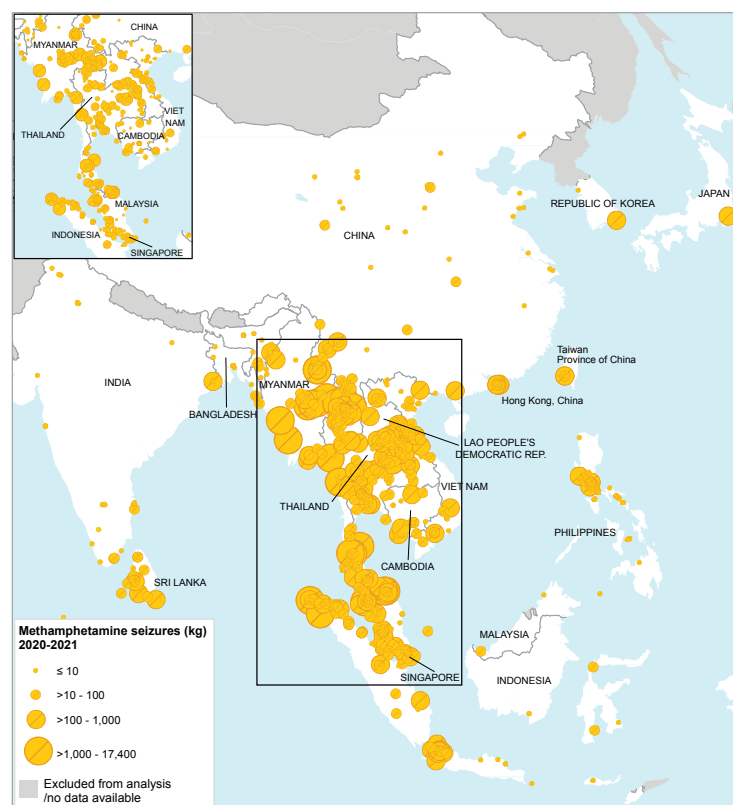 CHINA
MYANMAR
VIET
NAM
THAILAND
CAMBODIA
MALAYSIA
INDONESIA
SINGAPORE
REPUBLIC OF KOREA
JAPAN
CHINA
Taiwan
Province of China
INDIA
MYANMAR
BANGLADESH
Hong Kong, China
LAO PEOPLE'S
DEMOCRATIC REP.
VIET NAM
THAILAND
PHILIPPINES
CAMBODIA
SRI LANKA
MALAYSIA
SINGAPORE
INDONESIA
Methamphetamine seizures (kg)
2020-2021
≤ 10
>10 - 100
>100 - 1,000
>1,000 - 17,400
Excluded from analysis
/no data available